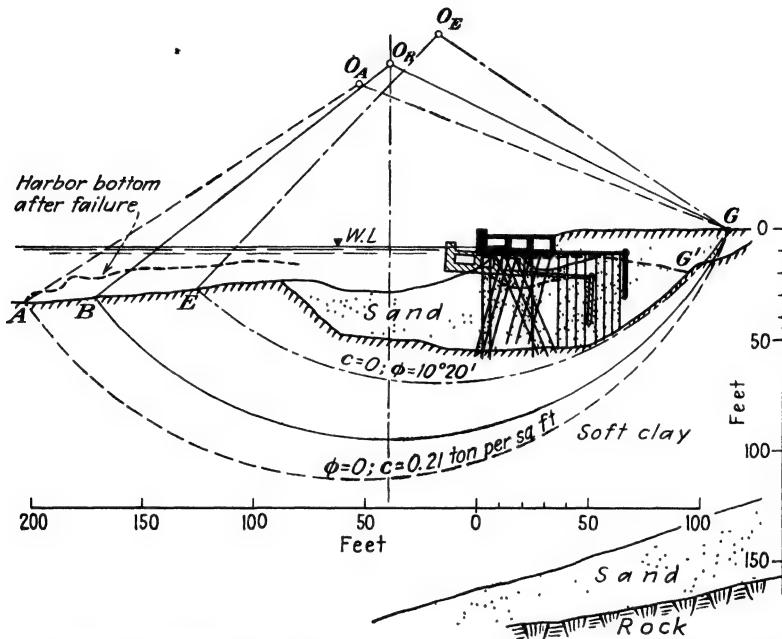 O_E
O_B
O_A
Harbor bottom
after failure
W.L
G
0
G'
Sand
A
B
E
c=0; φ=10°20'
50
Feet
φ=0; c=0.21 ton per sq ft
Soft clay
100
200
150
100
50
0
50
100
Feet
150
Sand
Rock